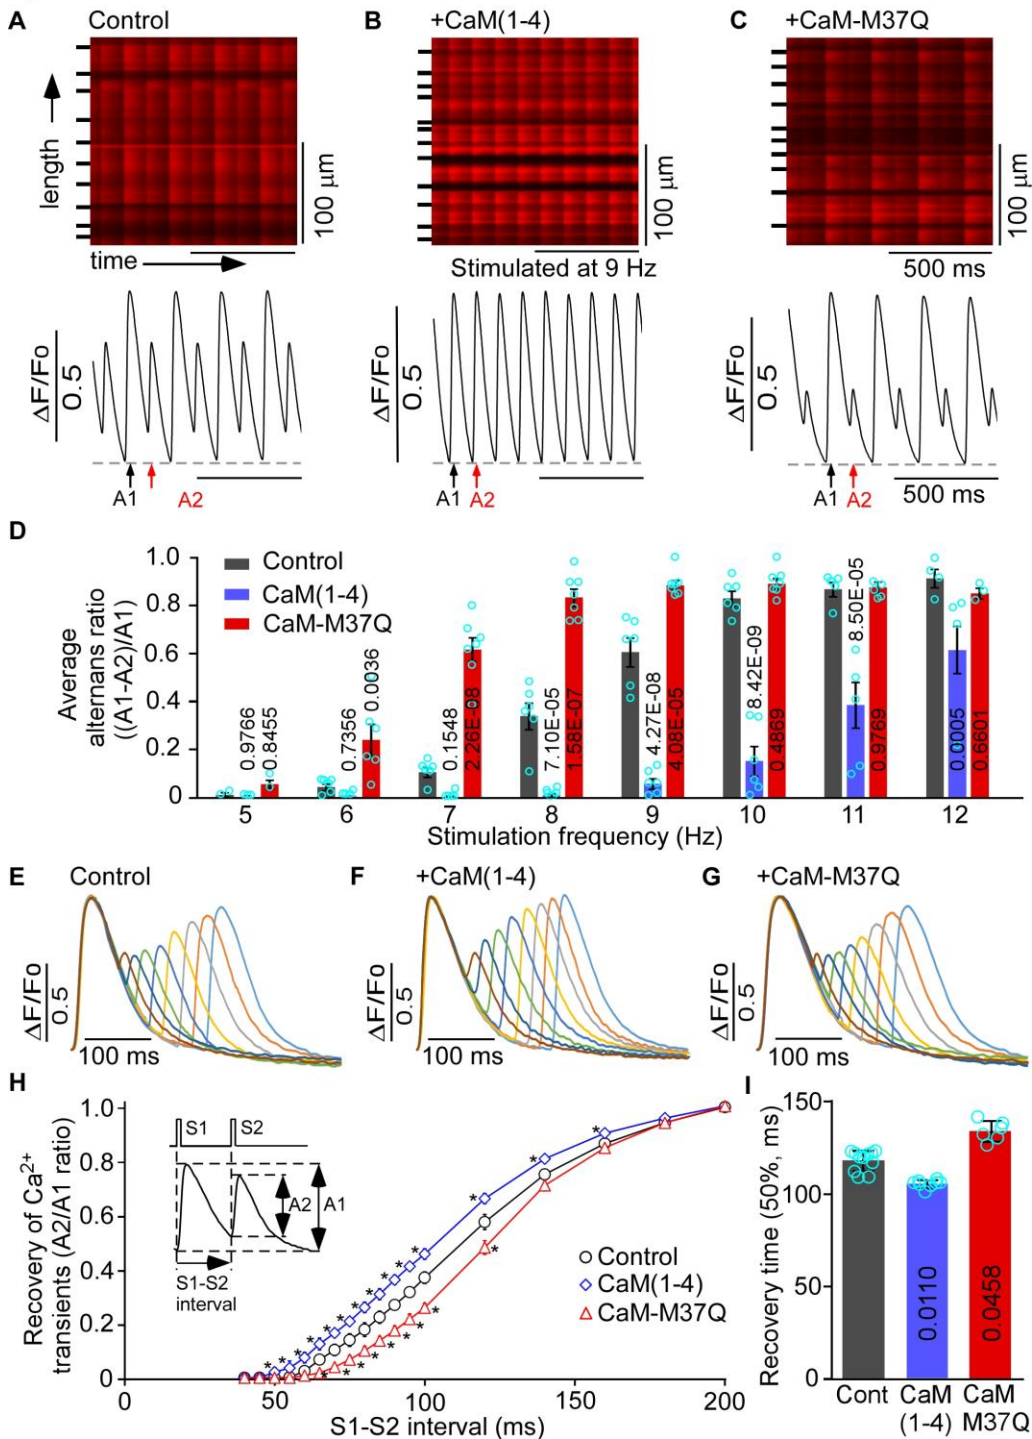 A
Control
B
+CaM(1-4)
C
+CaM-M37Q
length
100 μm
100 μm
time
Stimulated at 9 Hz
500 ms
ΔF/Fo
0.5
ΔF/Fo
0.5
ΔF/Fo
0.5
A1
A2
A1
A2
A1
A2
500 ms
D
Average
alternans ratio
((A1-A2)/A1)
1.0
0.8
0.6
0.4
0.2
0
Control
CaM(1-4)
CaM-M37Q
0.9766
0.8455
0.7356
0.0036
0.1548
2.26E-08
7.10E-05
1.58E-07
4.27E-08
4.08E-05
8.42E-09
0.4869
8.50E-05
0.9769
0.0005
0.6601
5
6
7
8
9
10
11
12
Stimulation frequency (Hz)
E
Control
F
+CaM(1-4)
G
+CaM-M37Q
ΔF/Fo
0.5
100 ms
ΔF/Fo
0.5
100 ms
ΔF/Fo
0.5
100 ms
H
Recovery of Ca²⁺
transients (A2/A1 ratio)
1.0
0.8
0.6
0.4
0.2
0
S1
S2
A2
A1
S1-S2
interval
Control
CaM(1-4)
CaM-M37Q
0
50
100
150
200
S1-S2 interval (ms)
I
Recovery time (50%, ms)
150
100
50
0
0.0110
0.0458
Cont
CaM
(1-4)
CaM
M37Q